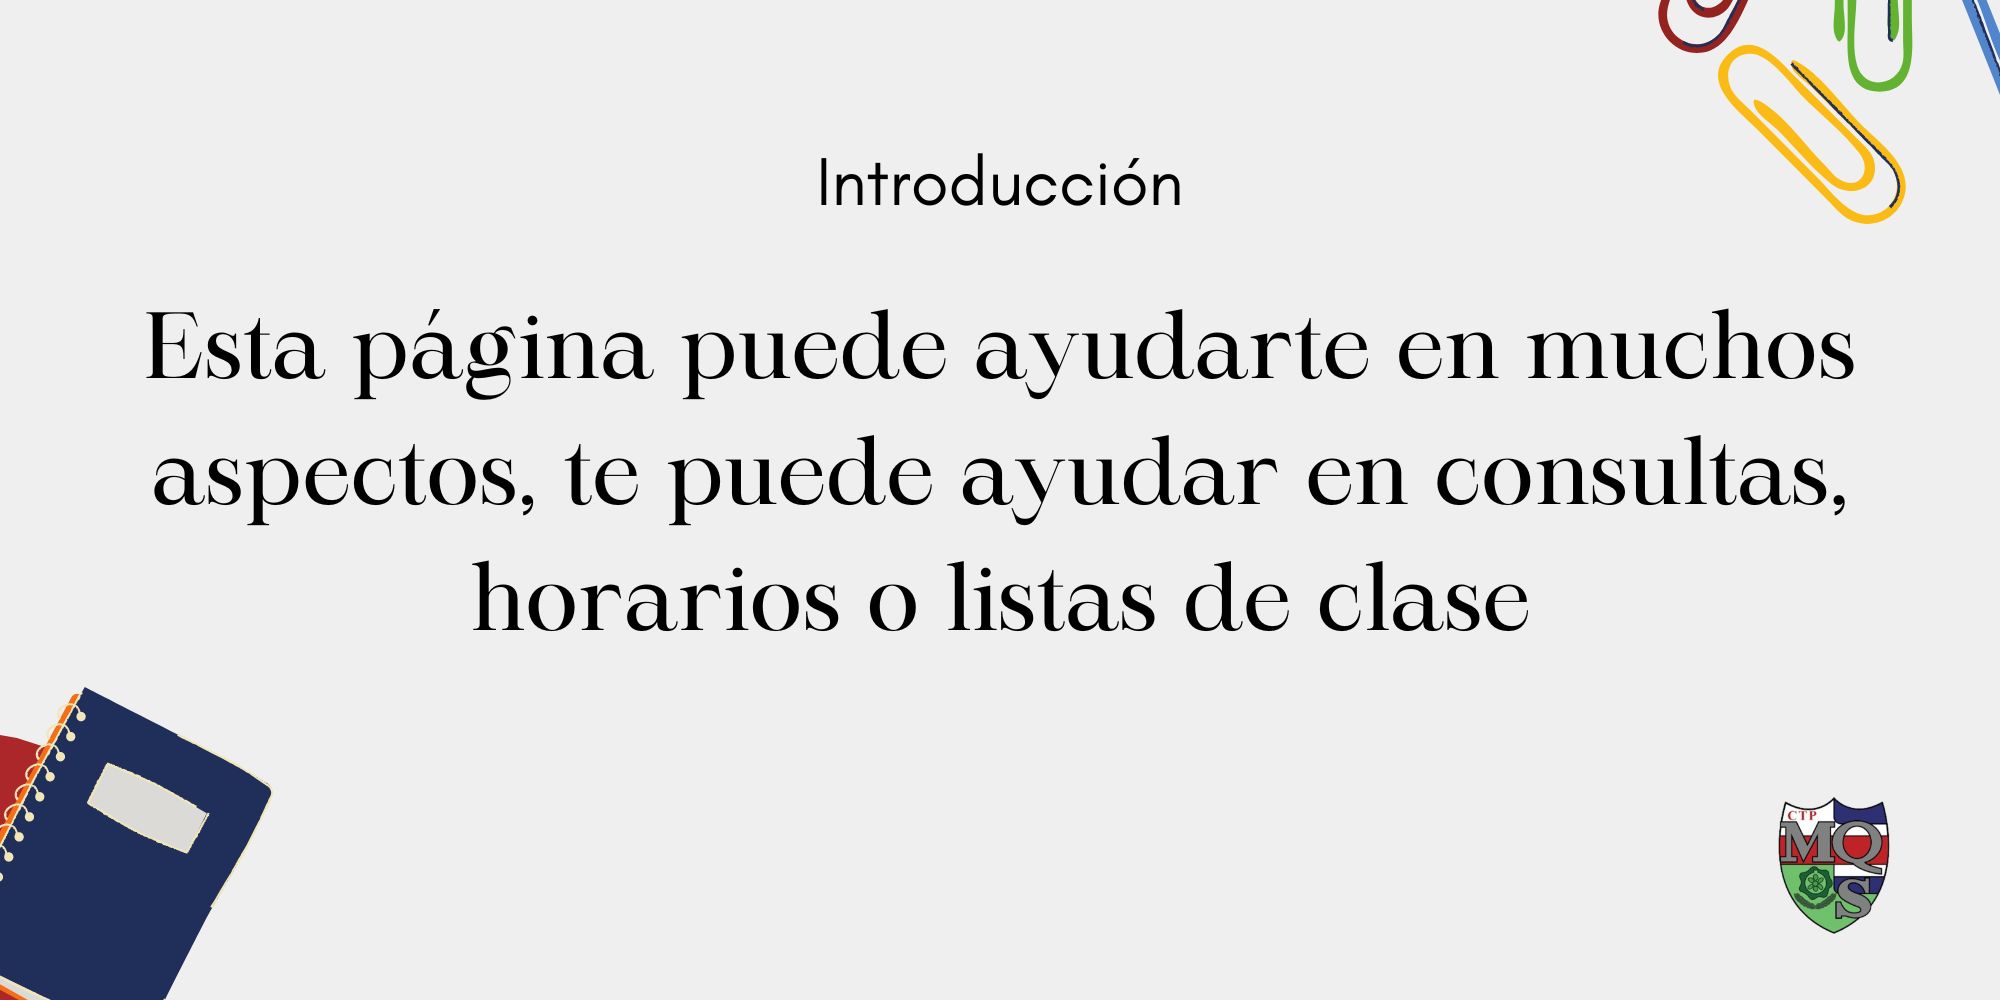 Introducción
Esta página puede ayudarte en muchos
aspectos, te puede ayudar en consultas,
horarios o listas de clase
CTP
MQ
S